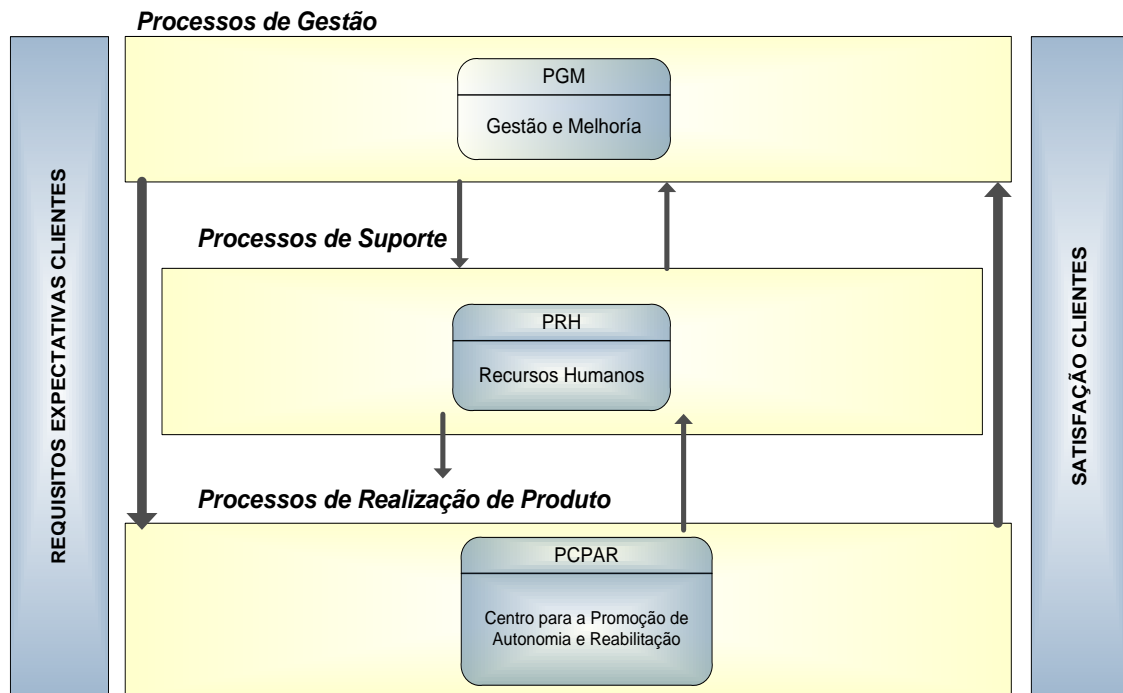 Processos de Gestão
REQUISITOS EXPECTATIVAS CLIENTES
PGM
Gestão e Melhoría
Processos de Suporte
PRH
Recursos Humanos
Processos de Realização de Produto
PCPAR
Centro para a Promoção de
Autonomia e Reabilitação
SATISFAÇÃO CLIENTES